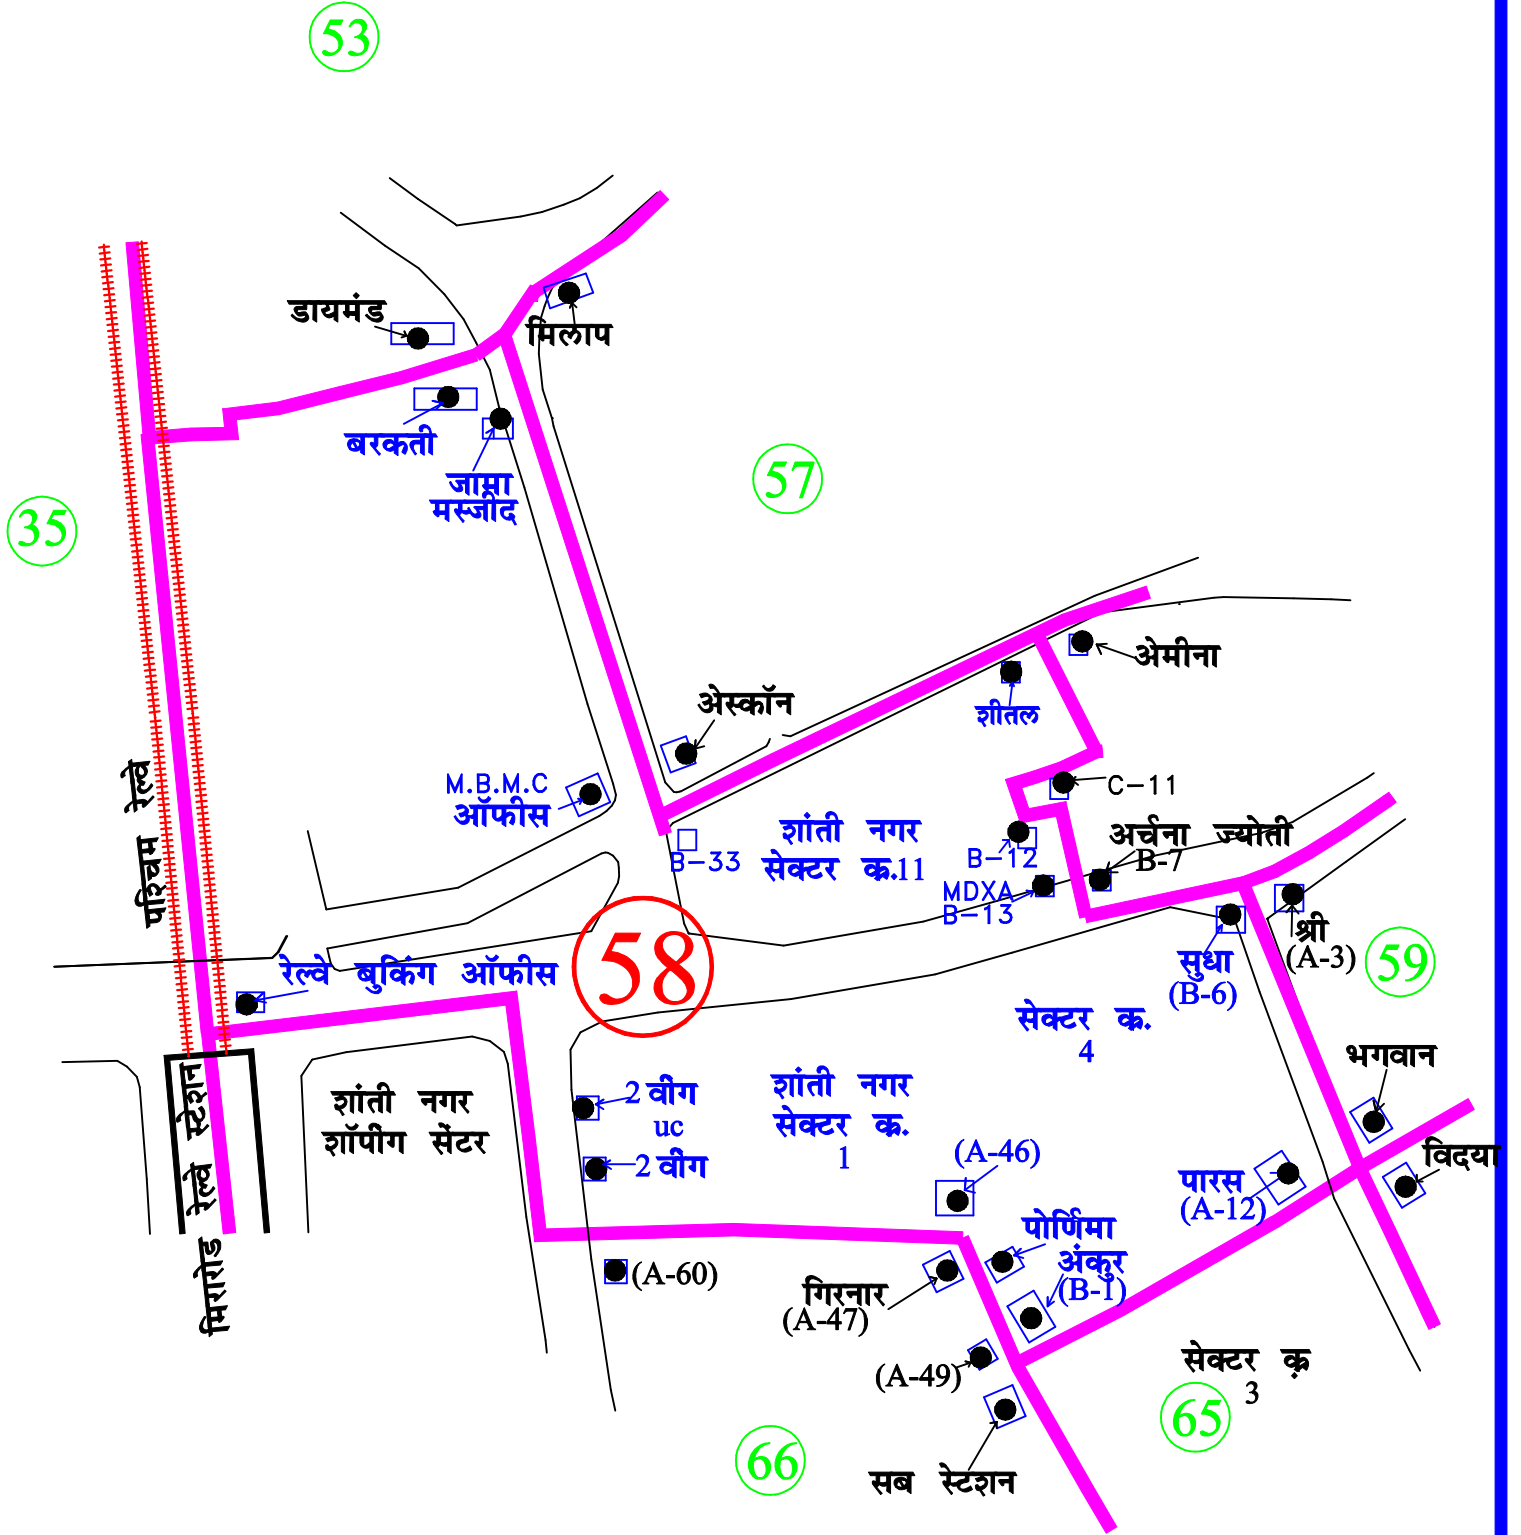 53
डायमंड
मिलाप
बरकती
जामा
मस्जीद
57
35
अेमीना
अेस्कॉन
शीतल
पश्चिम रेल्वे
M.B.M.C
ऑफीस
C-11
शांती नगर
सेक्टर क्र.11
अर्चना ज्योती
B-7
B-33
B-12
MDXA
B-13
58
श्री
(A-3)
59
रेल्वे बुकिंग ऑफीस
सुधा
(B-6)
सेक्टर क्र.
4
भगवान
मिरारोड रेल्वे स्टेशन
शांती नगर
शॉपींग सेंटर
2 वींग
uc
2 वींग
शांती नगर
सेक्टर क्र.
1
(A-46)
विदया
पारस
(A-12)
पोर्णिमा
अंकुर
(B-1)
(A-60)
गिरनार
(A-47)
(A-49)
सेक्टर क्र
3
65
66
सब स्टेशन